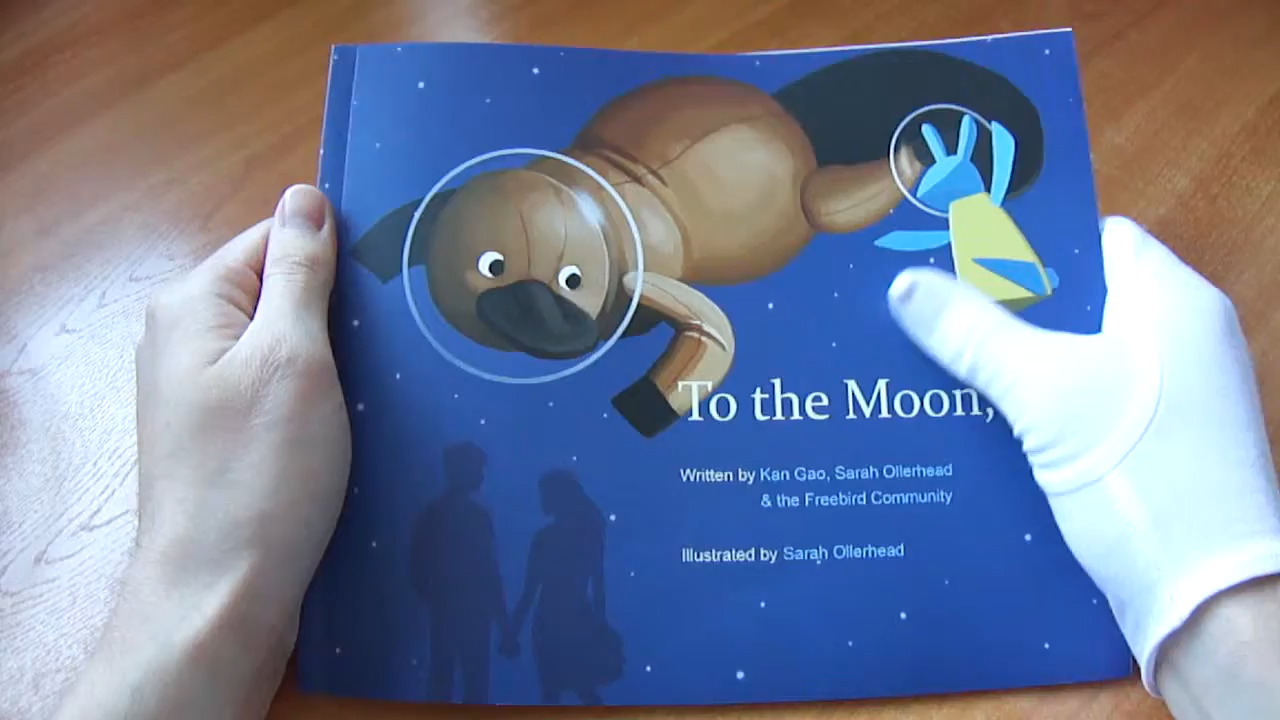 To the Moon,
Written by Kan Gao, Sarah Ollerhead
& the Freebird Community
Illustrated by Sarah Ollerhead